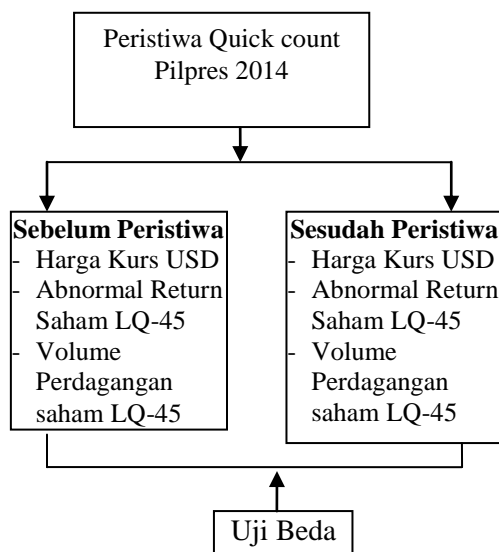 Peristiwa Quick count
Pilpres 2014
Sebelum Peristiwa
- Harga Kurs USD
- Abnormal Return
Saham LQ-45
- Volume
Perdagangan
saham LQ-45
Sesudah Peristiwa
- Harga Kurs USD
- Abnormal Return
Saham LQ-45
- Volume
Perdagangan
saham LQ-45
Uji Beda